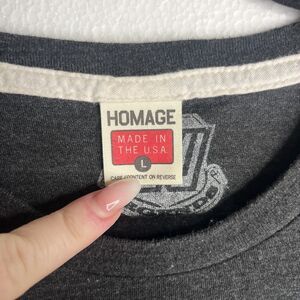 HOMAGE
MADE IN
THE U.S.A.
L
CARE / CONTENT ON REVERSE